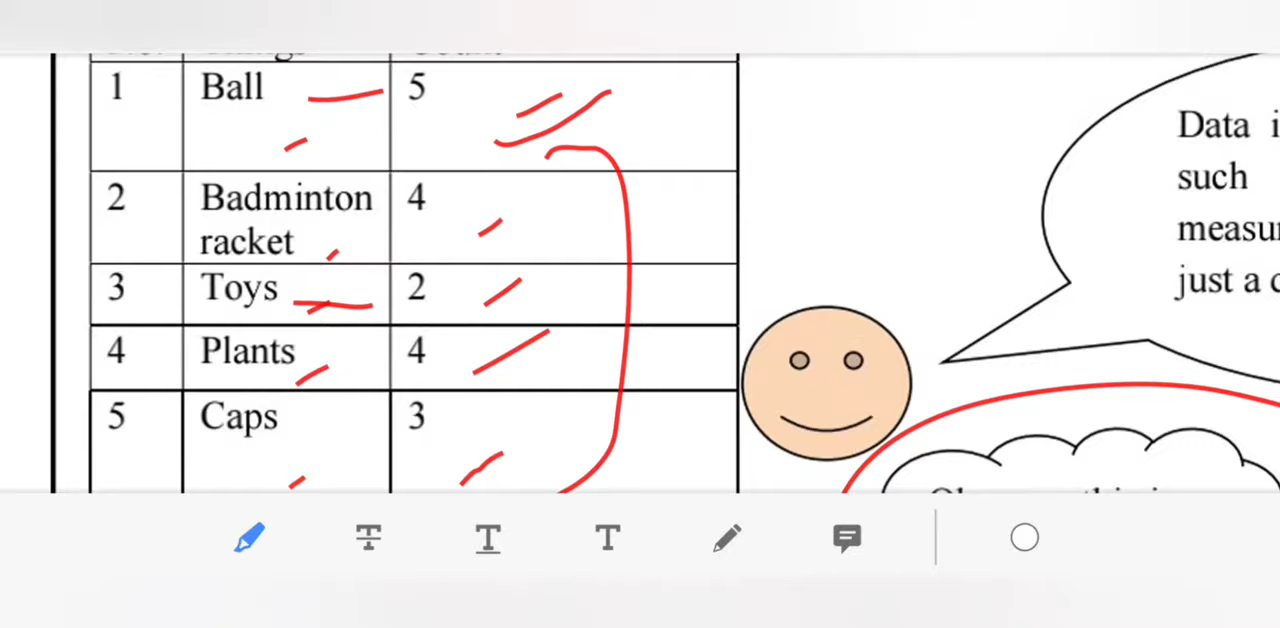 1 Ball 5
2 Badminton 4
racket
3 Toys 2
4 Plants 4
5 Caps 3
Data i
such
measu
just a c